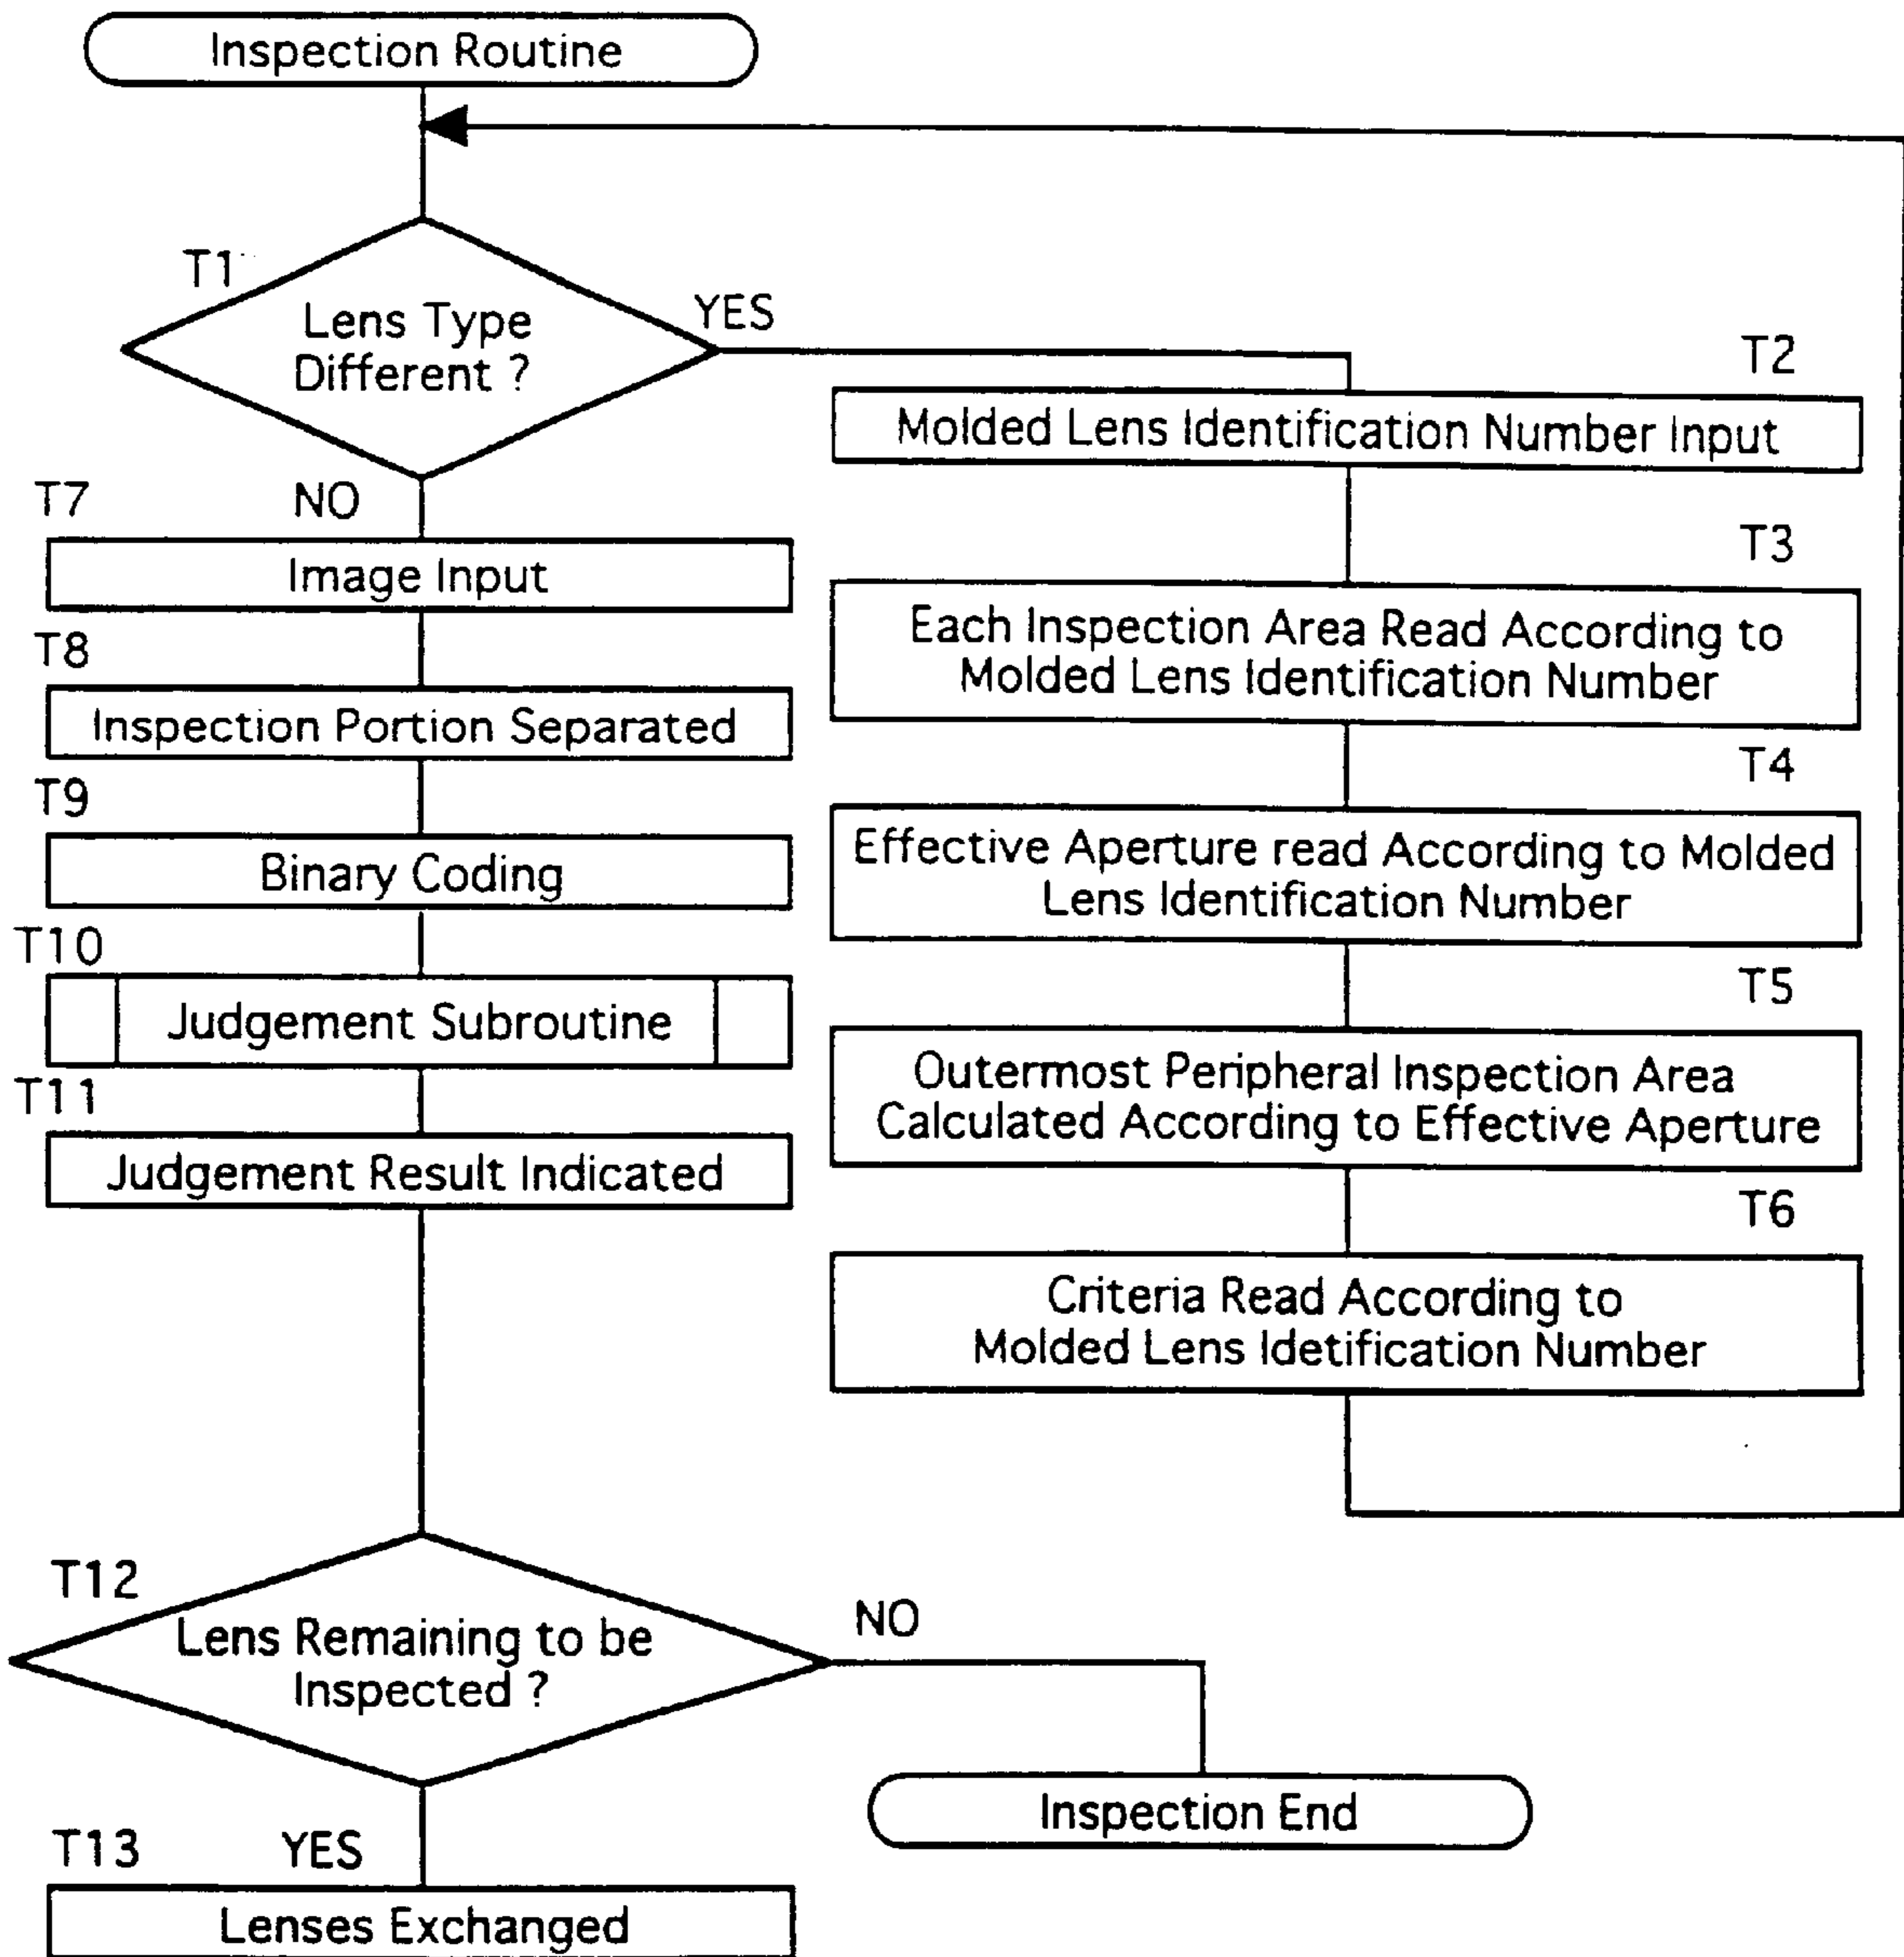 Inspection Routine
T1
Lens Type
Different ?
YES
NO
T2
Molded Lens Identification Number Input
T3
Each Inspection Area Read According to
Molded Lens Identification Number
T4
Effective Aperture read According to Molded
Lens Identification Number
T5
Outermost Peripheral Inspection Area
Calculated According to Effective Aperture
T6
Criteria Read According to
Molded Lens Idetification Number
T7
Image Input
T8
Inspection Portion Separated
T9
Binary Coding
T10
Judgement Subroutine
T11
Judgement Result Indicated
T12
Lens Remaining to be
Inspected ?
NO
Inspection End
T13
YES
Lenses Exchanged